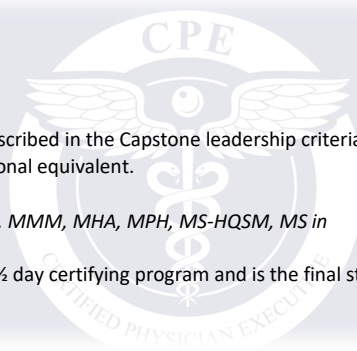 CPE
scribed in the Capstone leadership criteria
onal equivalent.
, MMM, MHA, MPH, MS-HQSM, MS in
½ day certifying program and is the final st
CERTIFIED PHYSICIAN EXECUTIVE